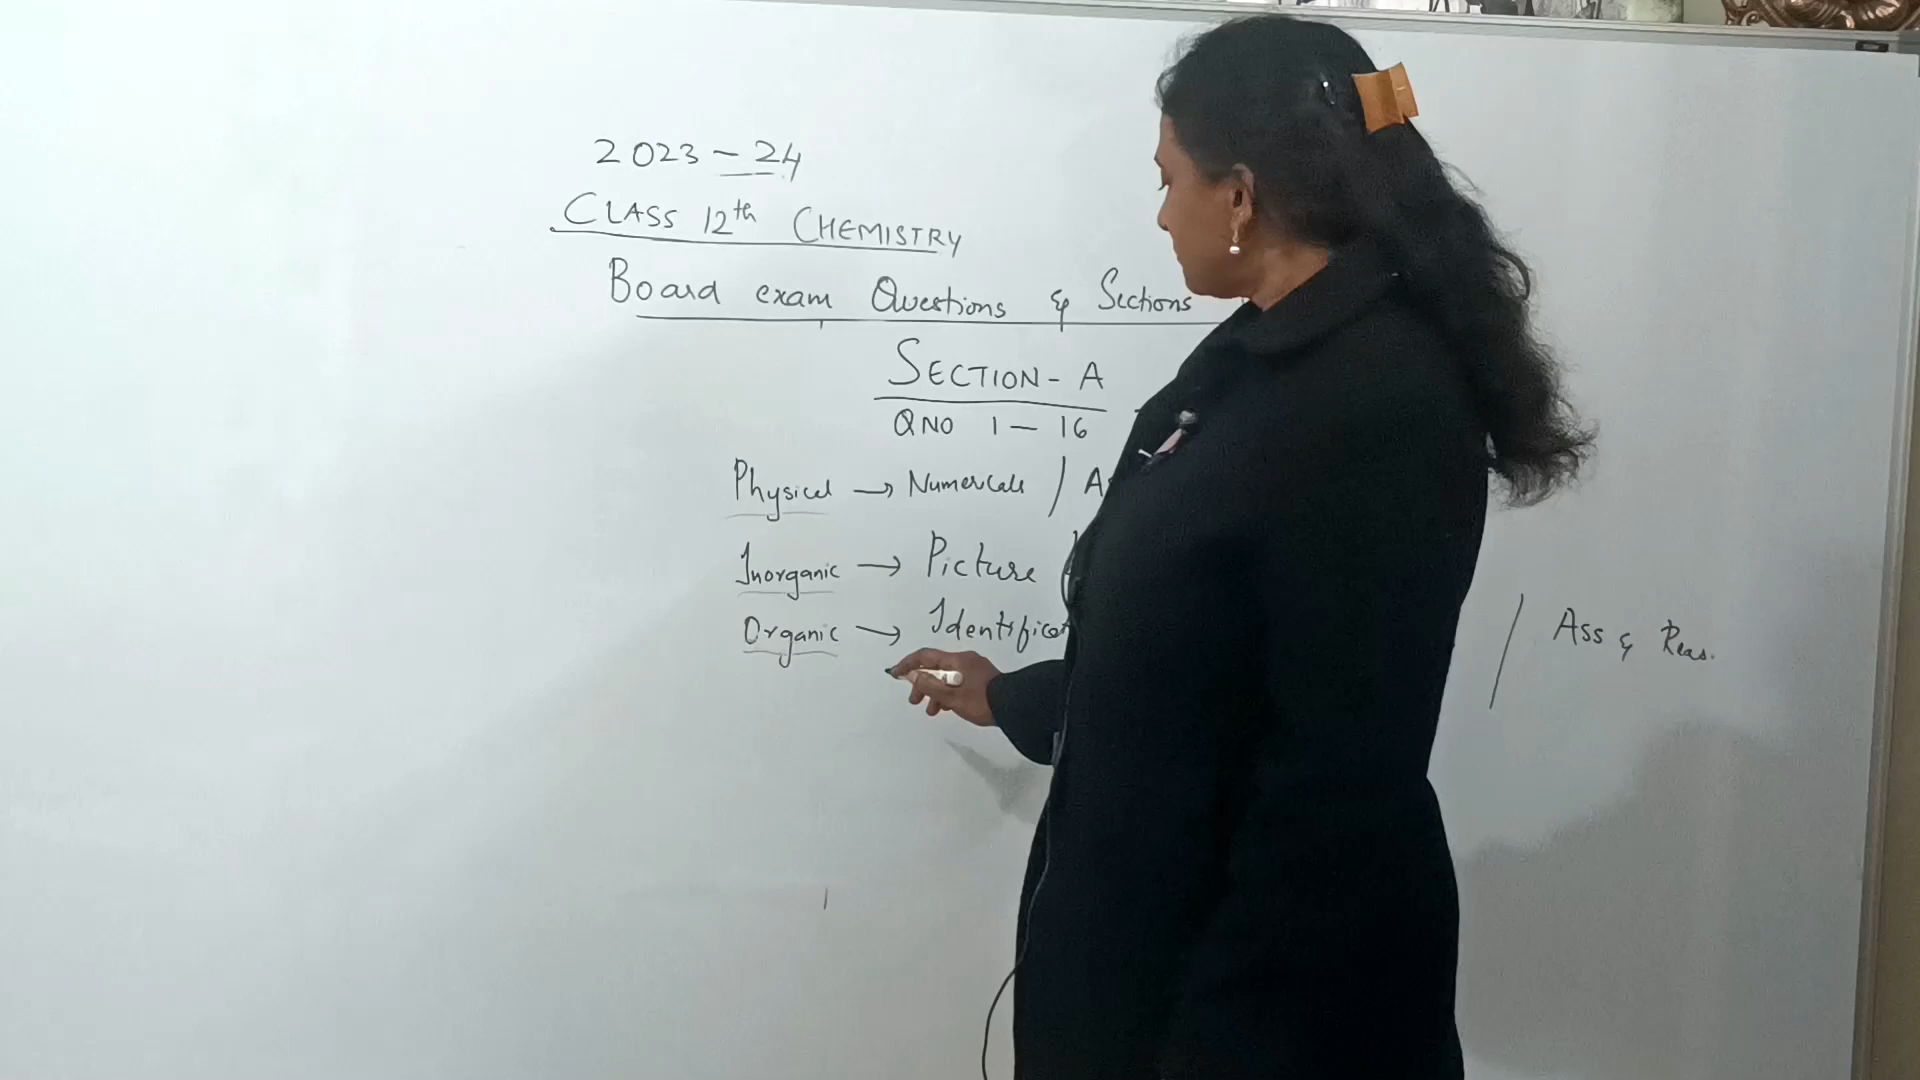 2023-24
CLASS 12th CHEMISTRY
Board exam Questions & Sections
SECTION-A
QNO 1 - 16
Physical → Numericals /
Inorganic → Picture
Organic → / Ass & Reas.